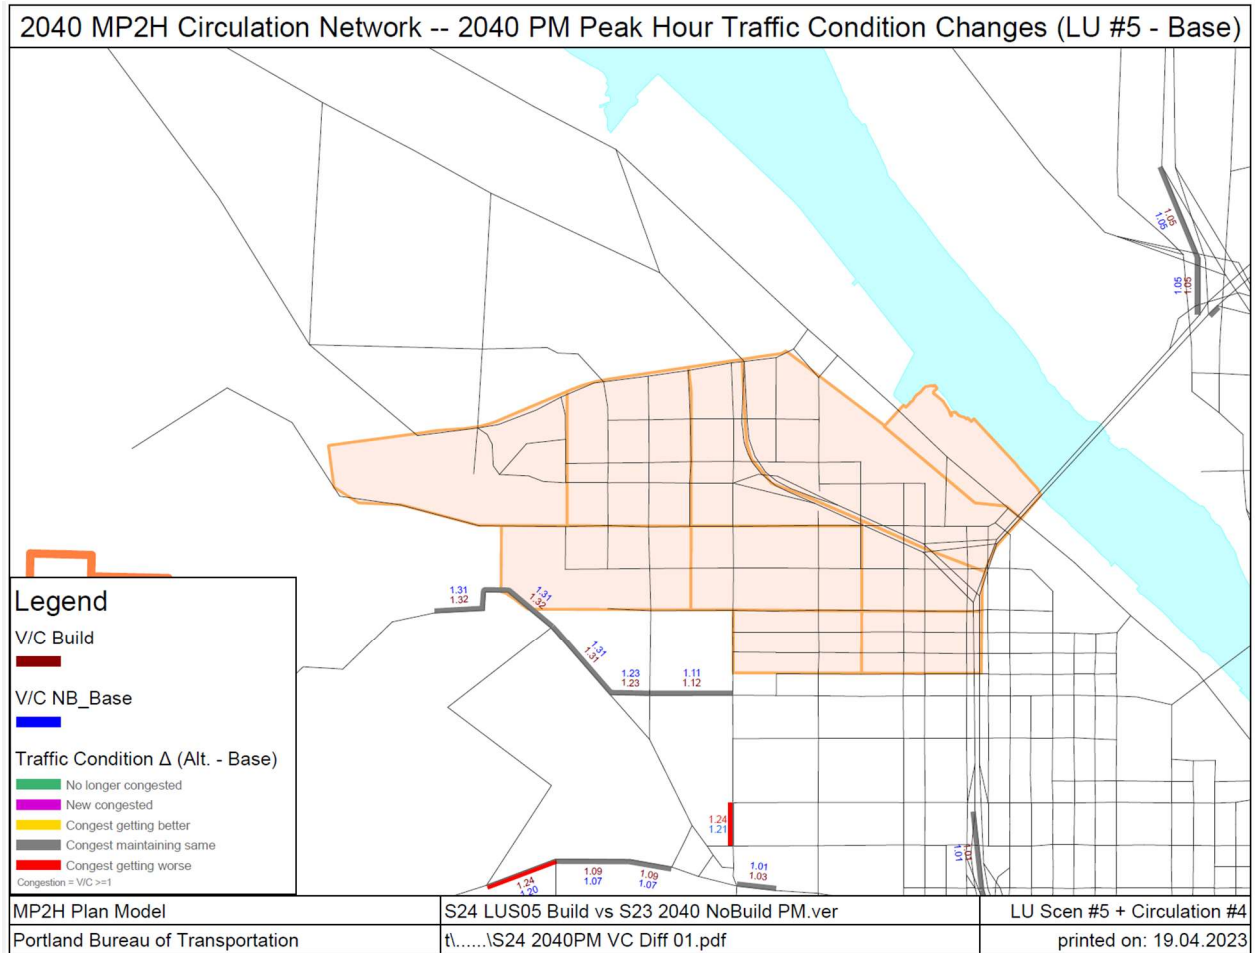 2040 MP2H Circulation Network -- 2040 PM Peak Hour Traffic Condition Changes (LU #5 - Base)
1.05
1.05
1.05
1.05
1.31
1.32
1.31
1.32
1.31
1.31
1.23
1.23
1.11
1.12
1.24
1.21
1.24
1.20
1.09
1.07
1.09
1.07
1.01
1.03
1.01
1.01
Legend
V/C Build
V/C NB_Base
Traffic Condition Δ (Alt. - Base)
No longer congested
New congested
Congest getting better
Congest maintaining same
Congest getting worse
Congestion = V/C >=1
MP2H Plan Model
S24 LUS05 Build vs S23 2040 NoBuild PM.ver
LU Scen #5 + Circulation #4
Portland Bureau of Transportation
t\......\S24 2040PM VC Diff 01.pdf
printed on: 19.04.2023